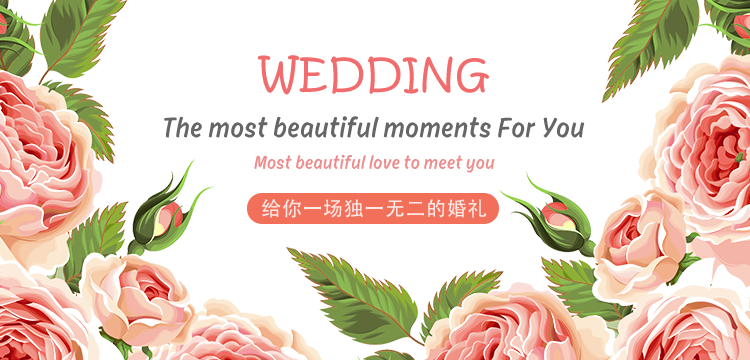 WEDDING
The most beautiful moments For You
Most beautiful love to meet you
给你一场独一无二的婚礼